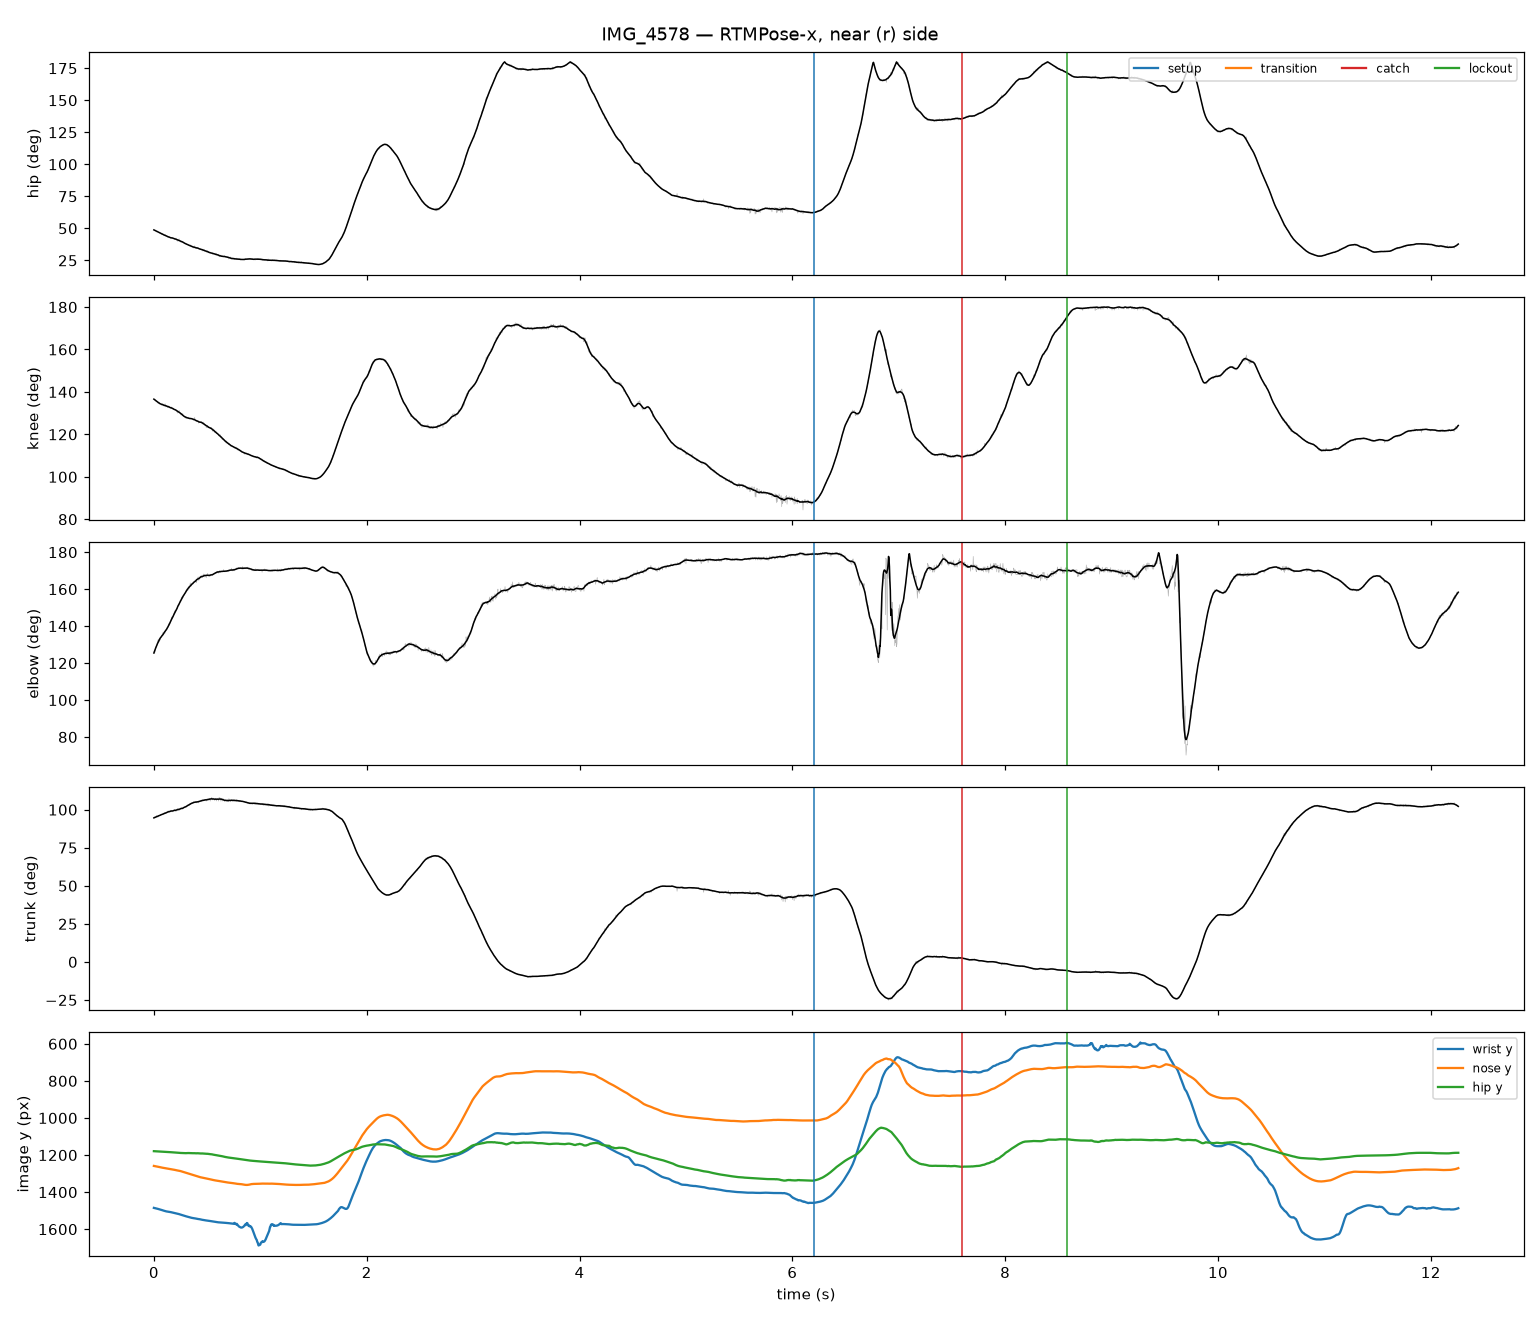 IMG_4578 — RTMPose-x, near (r) side
setup transition catch lockout
hip (deg)
175
150
125
100
75
50
25
knee (deg)
180
160
140
120
100
80
elbow (deg)
180
160
140
120
100
80
trunk (deg)
100
75
50
25
0
−25
image y (px)
600
800
1000
1200
1400
1600
wrist y
nose y
hip y
0 2 4 6 8 10 12
time (s)